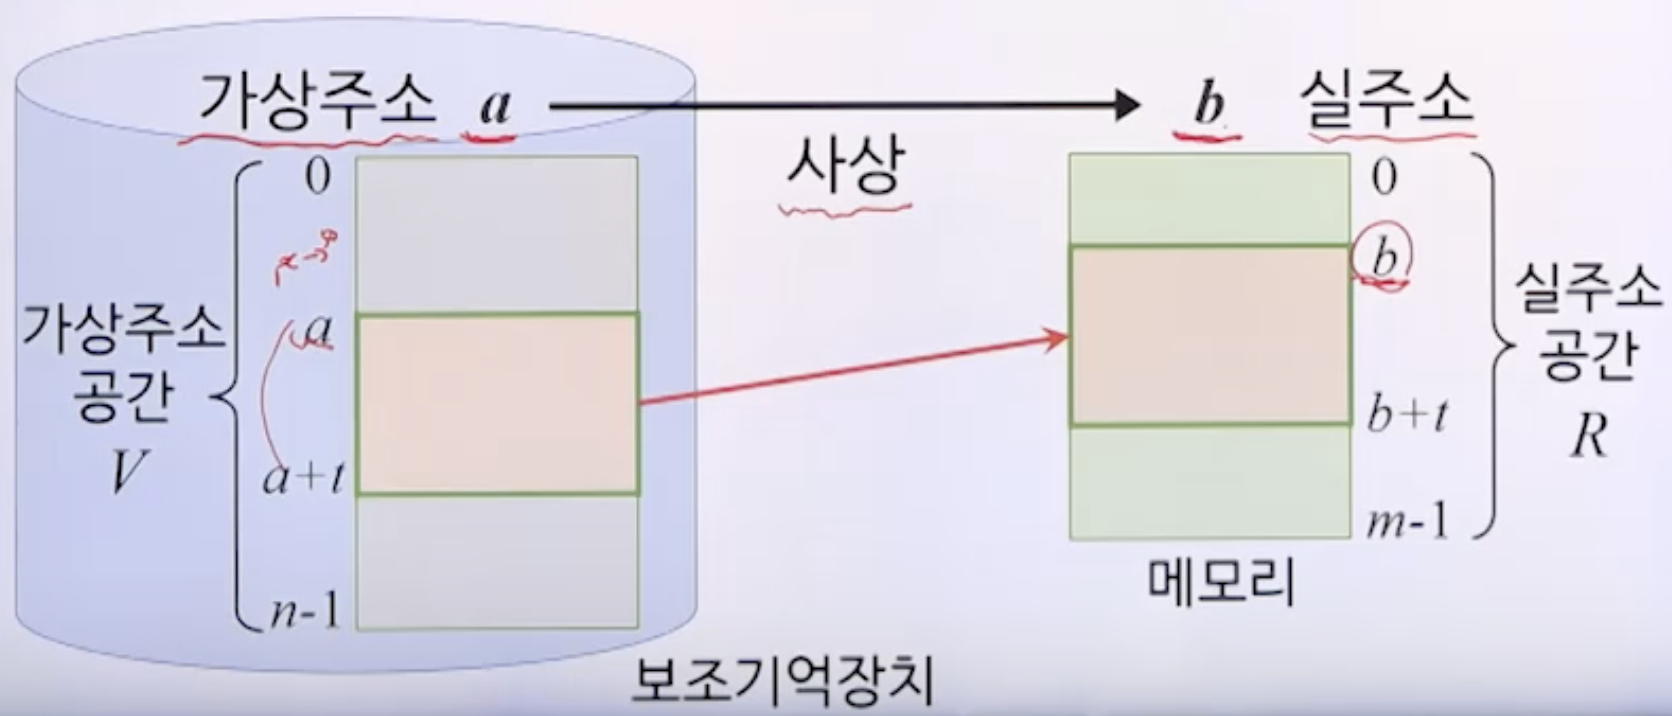 가상주소 a
b 실주소
사상
0
a
a+t
n-1
가상주소
공간
V
0
b
b+t
m-1
실주소
공간
R
메모리
보조기억장치